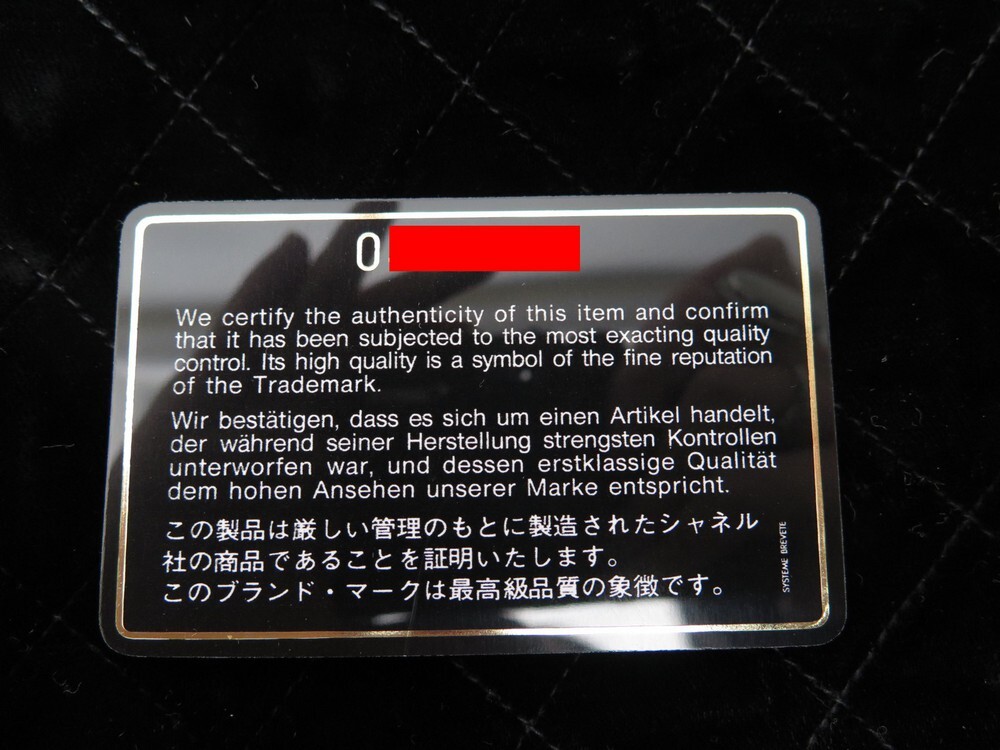 0
We certify the authenticity of this item and confirm
that it has been subjected to the most exacting quality
control. Its high quality is a symbol of the fine reputation
of the Trademark.
Wir bestätigen, dass es sich um einen Artikel handelt,
der während seiner Herstellung strengsten Kontrollen
unterworfen war, und dessen erstklassige Qualität
dem hohen Ansehen unserer Marke entspricht.
この製品は厳しい管理のもとに製造されたシャネル
社の商品であることを証明いたします。
このブランド・マークは最高級品質の象徴です。
SYSTEME BREVETE